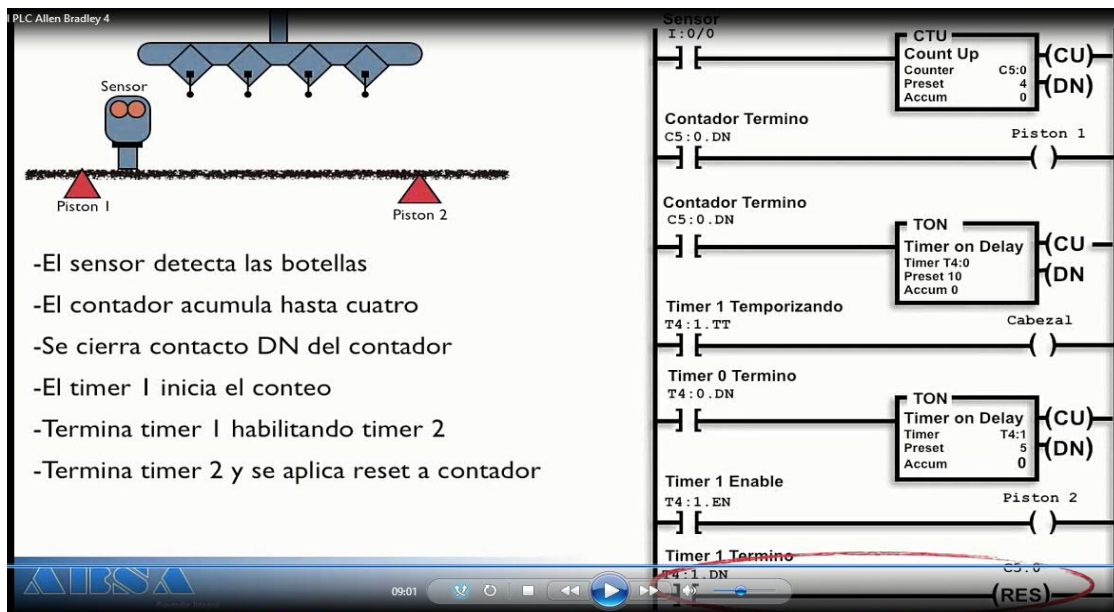 l PLC Allen Bradley 4
Sensor
Piston 1
Piston 2
-El sensor detecta las botellas
-El contador acumula hasta cuatro
-Se cierra contacto DN del contador
-El timer 1 inicia el conteo
-Termina timer 1 habilitando timer 2
-Termina timer 2 y se aplica reset a contador
ABSA
09:01
Sensor
I:0/0
CTU
Count Up
Counter C5:0
Preset 4
Accum 0
(CU)
(DN)
Contador Termino
C5:0.DN
Piston 1
Contador Termino
C5:0.DN
TON
Timer on Delay
Timer T4:0
Preset 10
Accum 0
(CU
(DN
Timer 1 Temporizando
T4:1.TT
Cabezal
Timer 0 Termino
T4:0.DN
TON
Timer on Delay
Timer T4:1
Preset 5
Accum 0
(CU)
(DN)
Timer 1 Enable
T4:1.EN
Piston 2
Timer 1 Termino
T4:1.DN
C5:0
(RES)